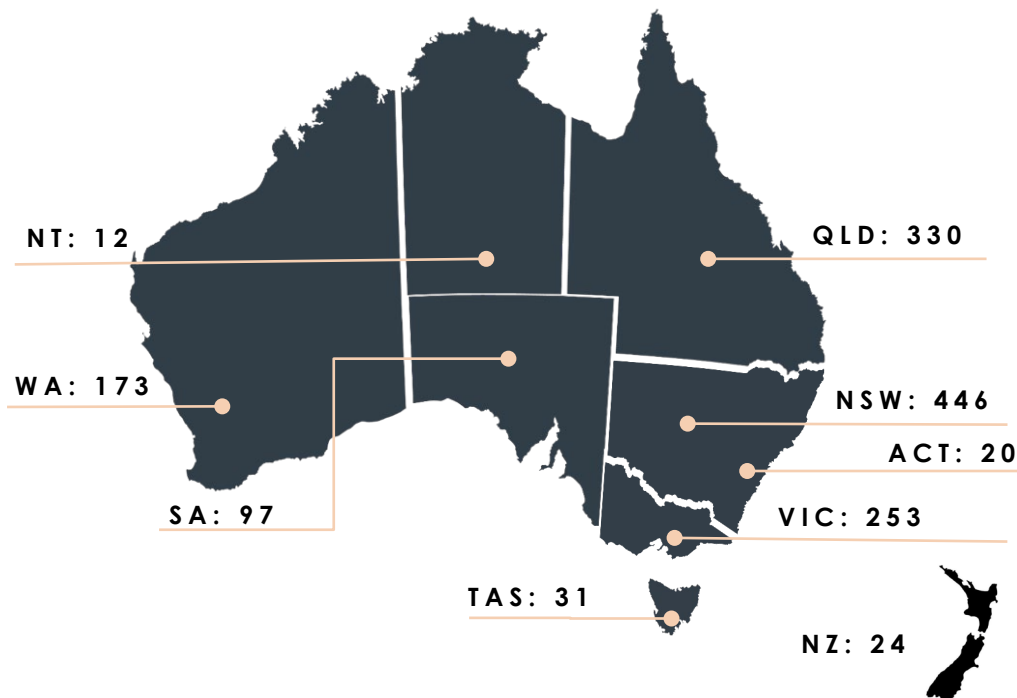 NT: 12
QLD: 330
WA: 173
NSW: 446
ACT: 20
SA: 97
VIC: 253
TAS: 31
NZ: 24